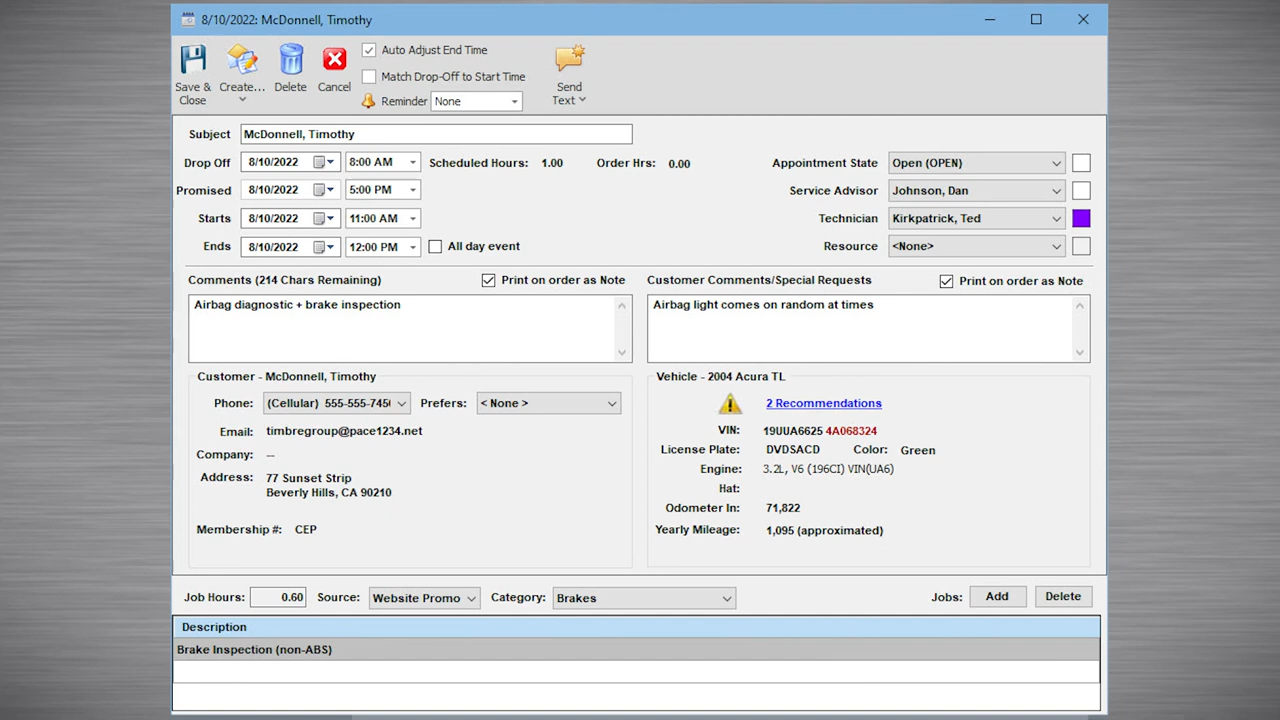 8/10/2022: McDonnell, Timothy
Save & Close
Create...
Delete
Cancel
Auto Adjust End Time
Match Drop-Off to Start Time
Reminder None
Send Text
Subject McDonnell, Timothy
Drop Off 8/10/2022 8:00 AM Scheduled Hours: 1.00 Order Hrs: 0.00 Appointment State Open (OPEN)
Promised 8/10/2022 5:00 PM Service Advisor Johnson, Dan
Starts 8/10/2022 11:00 AM Technician Kirkpatrick, Ted
Ends 8/10/2022 12:00 PM All day event Resource <None>
Comments (214 Chars Remaining) Print on order as Note
Airbag diagnostic + brake inspection
Customer Comments/Special Requests Print on order as Note
Airbag light comes on random at times
Customer - McDonnell, Timothy
Phone: (Cellular) 555-555-745 Prefers: < None >
Email: timbregroup@pace1234.net
Company: --
Address: 77 Sunset Strip
Beverly Hills, CA 90210
Membership #: CEP
Vehicle - 2004 Acura TL
2 Recommendations
VIN: 19UUA6625 4A068324
License Plate: DVDSACD Color: Green
Engine: 3.2L, V6 (196CI) VIN(UA6)
Hat:
Odometer In: 71,822
Yearly Mileage: 1,095 (approximated)
Job Hours: 0.60 Source: Website Promo Category: Brakes Jobs: Add Delete
Description
Brake Inspection (non-ABS)